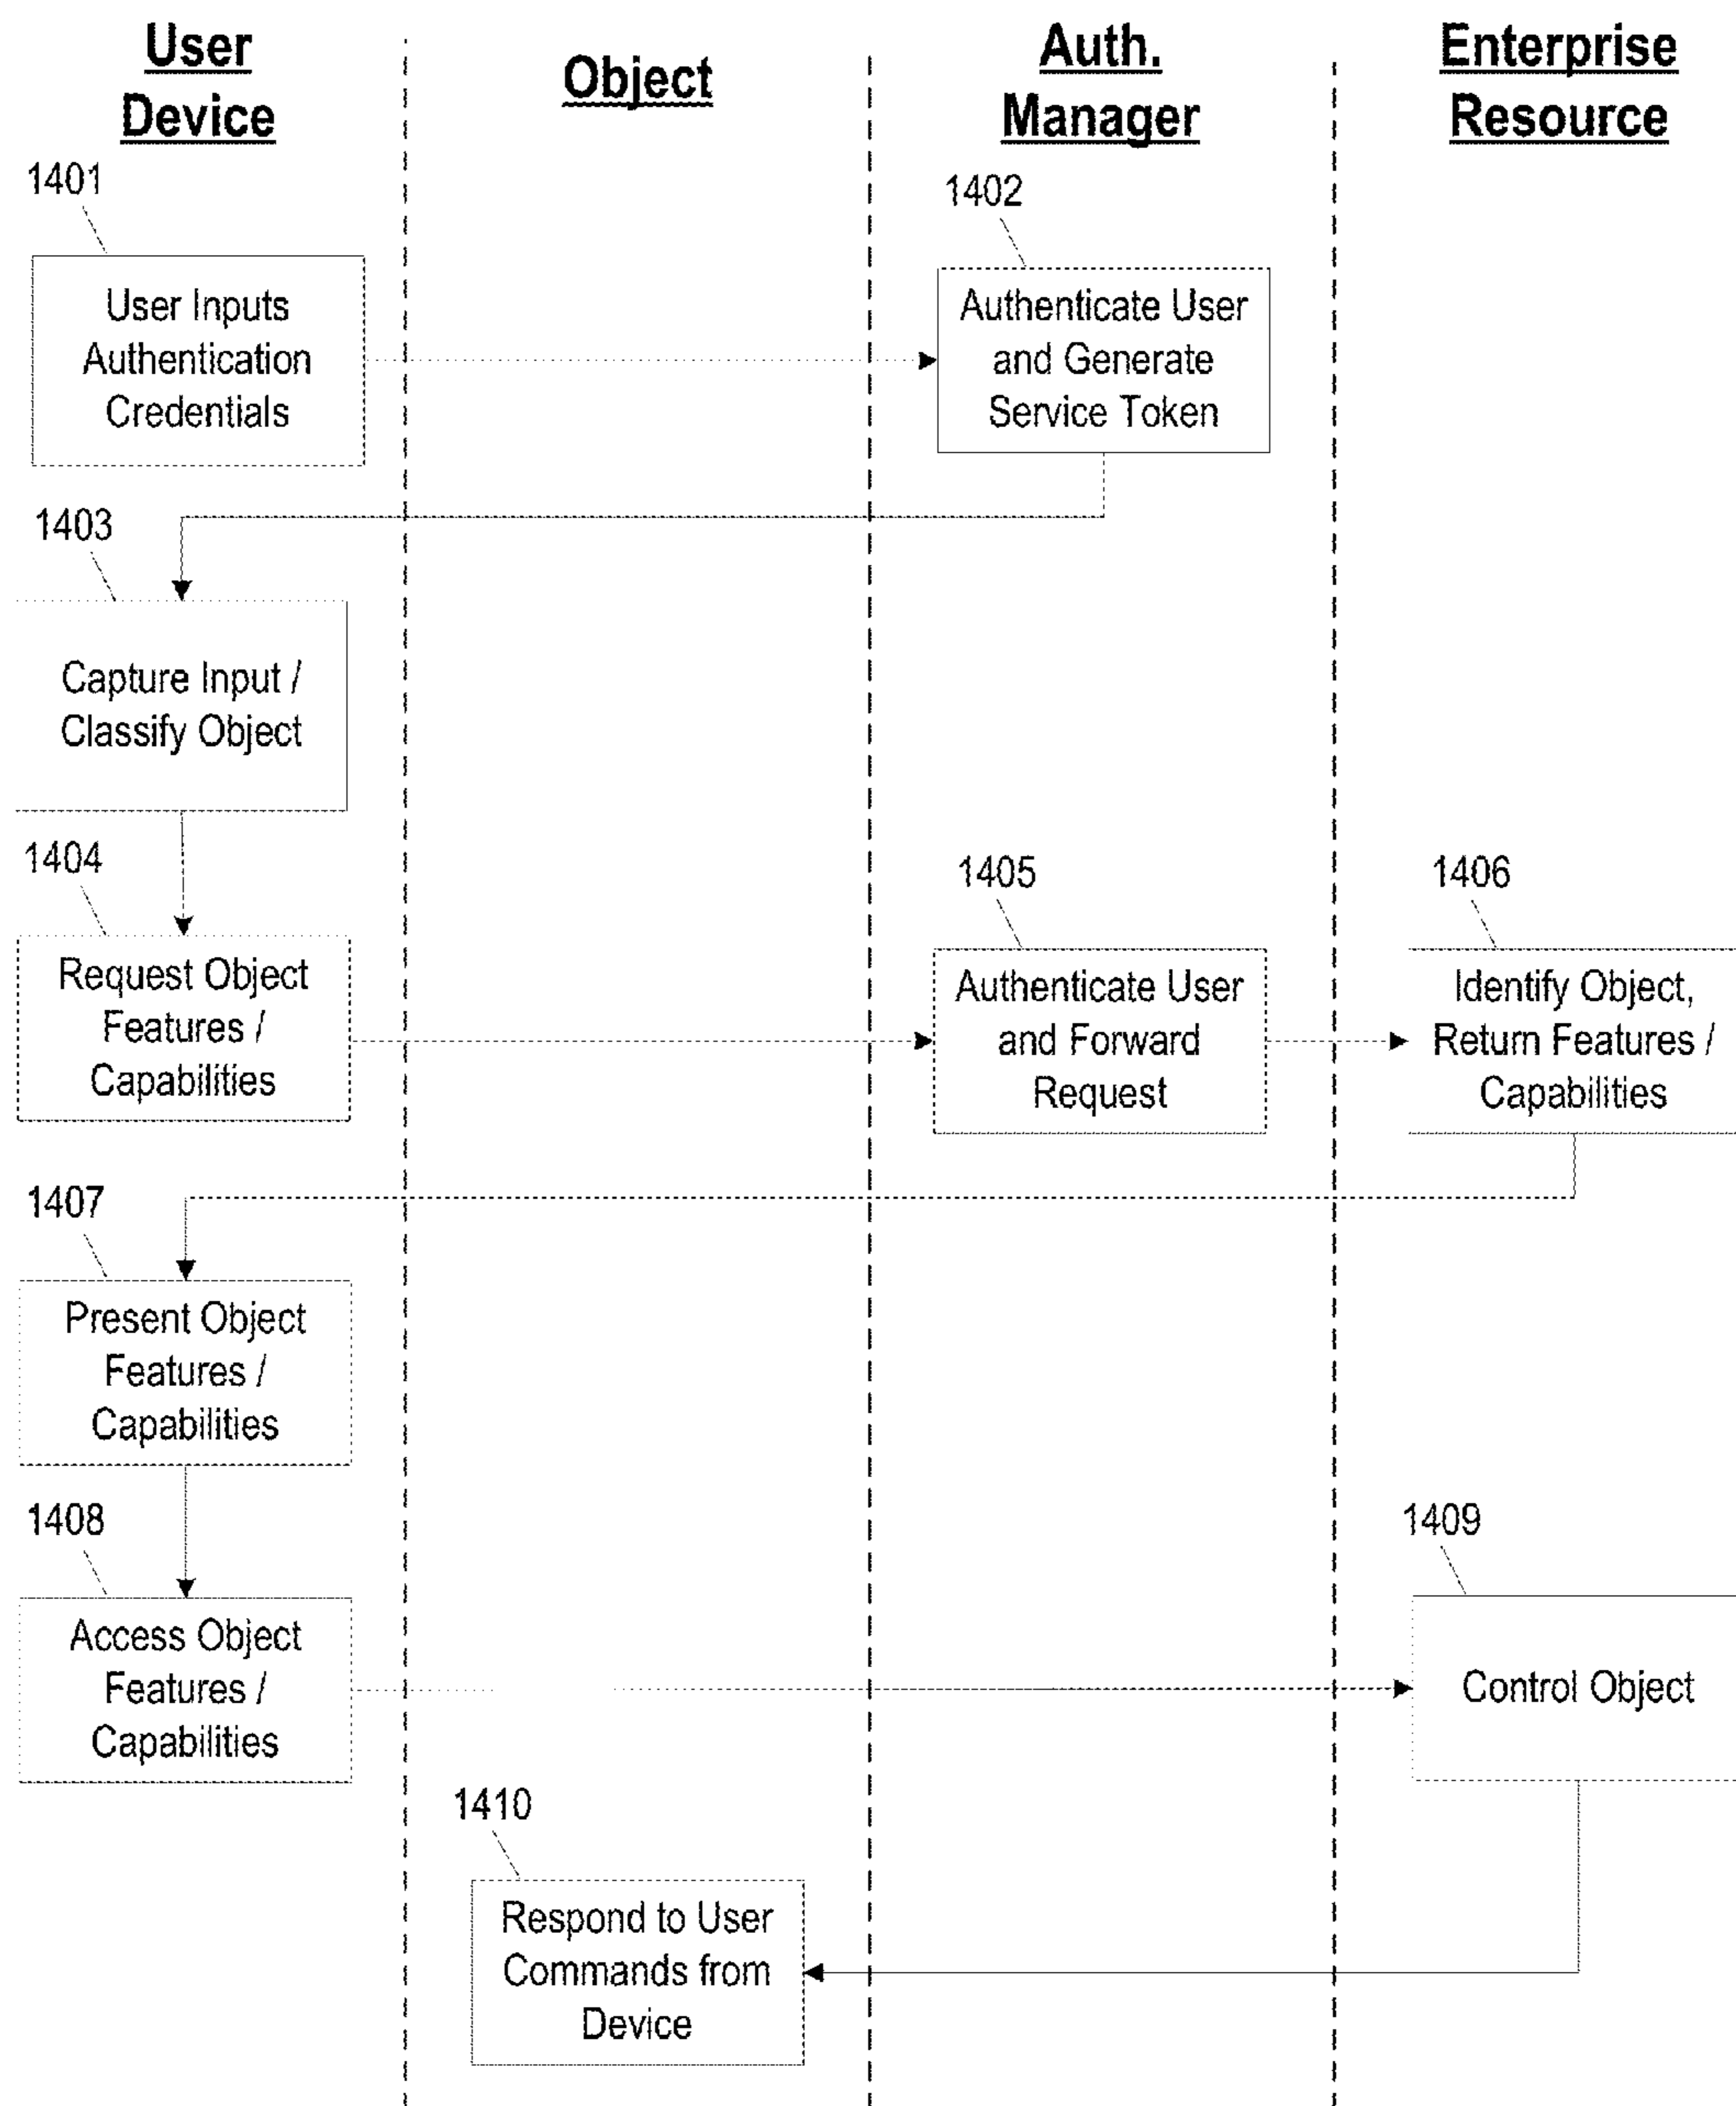 User
Device
Object
Auth.
Manager
Enterprise
Resource
1401
User Inputs
Authentication
Credentials
1402
Authenticate User
and Generate
Service Token
1403
Capture Input /
Classify Object
1404
Request Object
Features /
Capabilities
1405
Authenticate User
and Forward
Request
1406
Identify Object,
Return Features /
Capabilities
1407
Present Object
Features /
Capabilities
1408
Access Object
Features /
Capabilities
1409
Control Object
1410
Respond to User
Commands from
Device